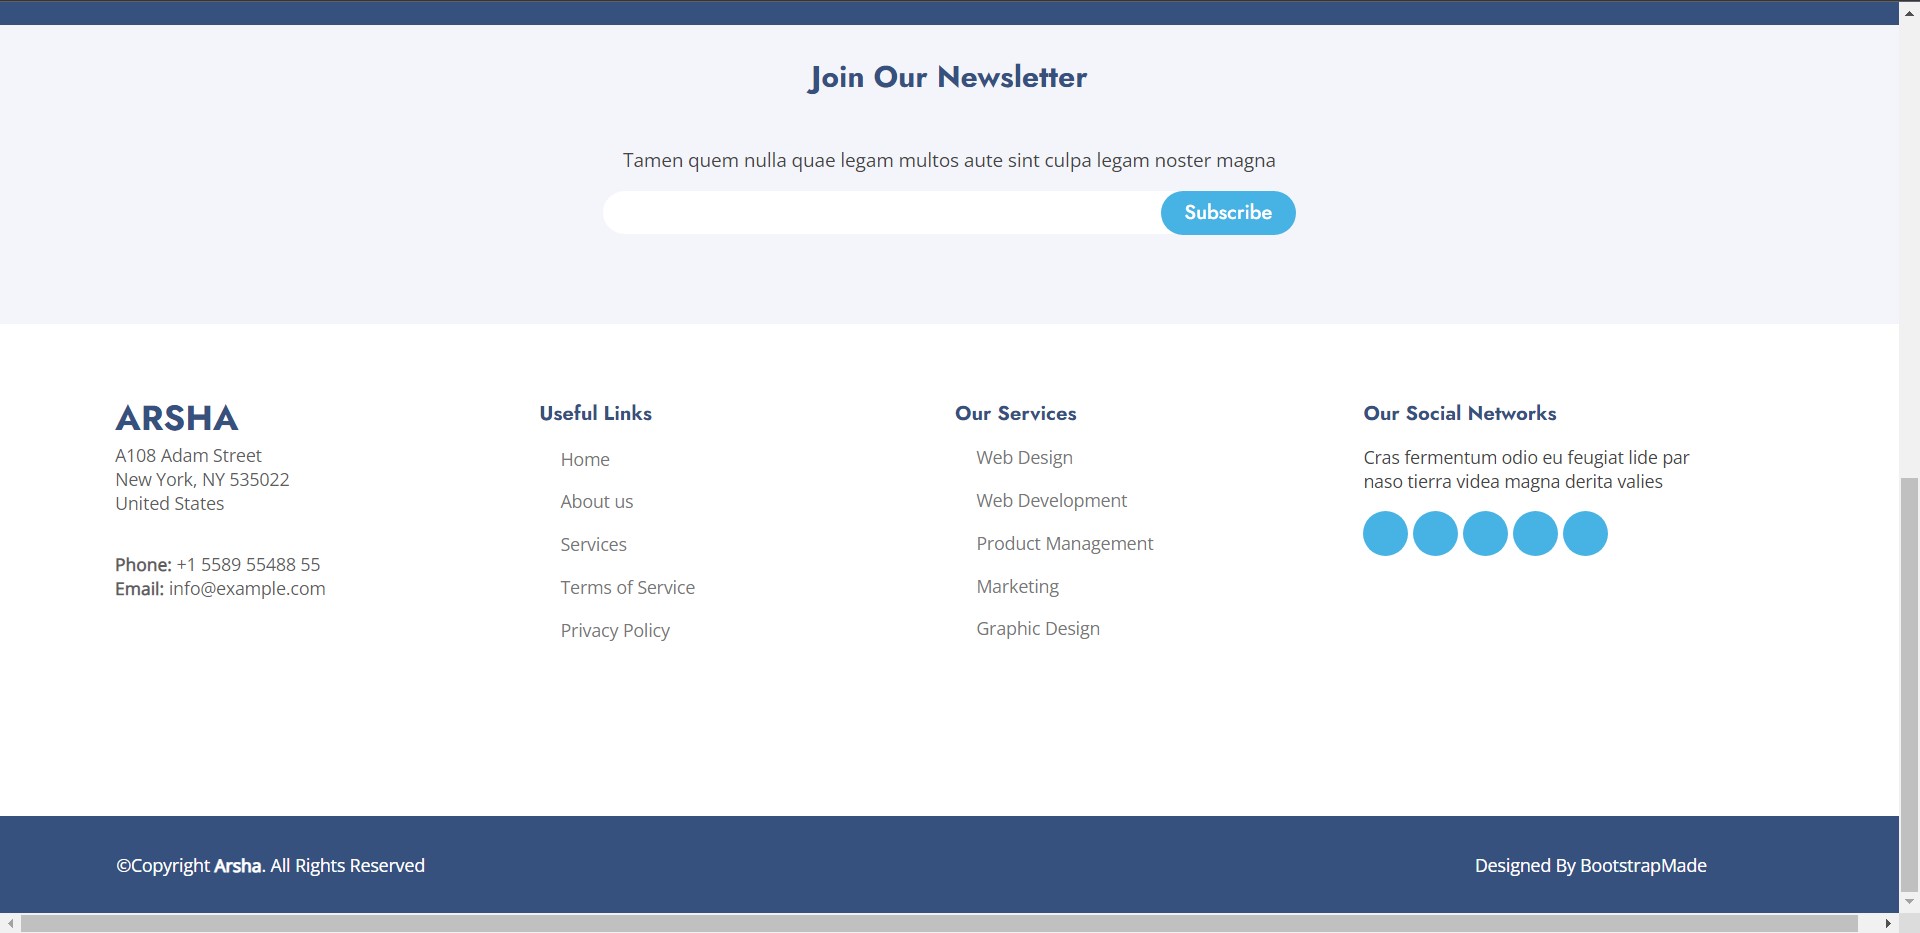 Join Our Newsletter
Tamen quem nulla quae legam multos aute sint culpa legam noster magna
Subscribe
ARSHA
A108 Adam Street
New York, NY 535022
United States
Phone: +1 5589 55488 55
Email: info@example.com
Useful Links
Home
About us
Services
Terms of Service
Privacy Policy
Our Services
Web Design
Web Development
Product Management
Marketing
Graphic Design
Our Social Networks
Cras fermentum odio eu feugiat lide par
naso tierra videa magna derita valies
©Copyright Arsha. All Rights Reserved
Designed By BootstrapMade